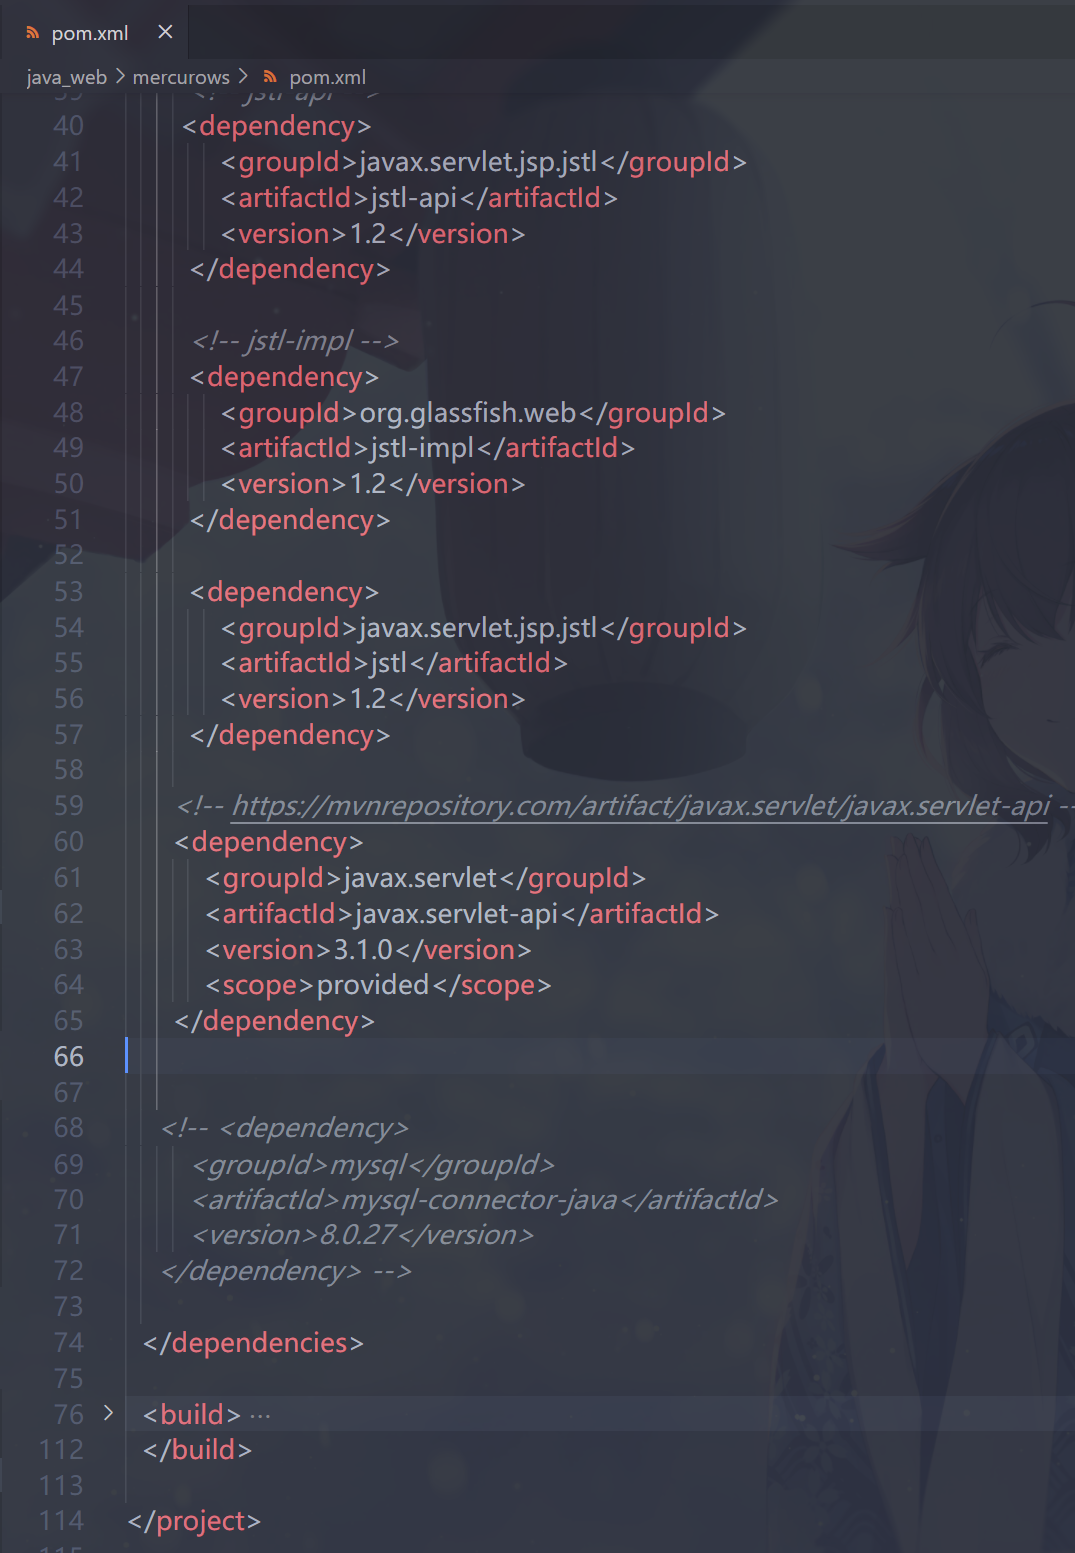 pom.xml
java_web > mercurows > pom.xml
39 <!-- jstl-api -->
40 <dependency>
41 <groupId>javax.servlet.jsp.jstl</groupId>
42 <artifactId>jstl-api</artifactId>
43 <version>1.2</version>
44 </dependency>
45
46 <!-- jstl-impl -->
47 <dependency>
48 <groupId>org.glassfish.web</groupId>
49 <artifactId>jstl-impl</artifactId>
50 <version>1.2</version>
51 </dependency>
52
53 <dependency>
54 <groupId>javax.servlet.jsp.jstl</groupId>
55 <artifactId>jstl</artifactId>
56 <version>1.2</version>
57 </dependency>
58
59 <!-- https://mvnrepository.com/artifact/javax.servlet/javax.servlet-api --
60 <dependency>
61 <groupId>javax.servlet</groupId>
62 <artifactId>javax.servlet-api</artifactId>
63 <version>3.1.0</version>
64 <scope>provided</scope>
65 </dependency>
66
67
68 <!-- <dependency>
69 <groupId>mysql</groupId>
70 <artifactId>mysql-connector-java</artifactId>
71 <version>8.0.27</version>
72 </dependency> -->
73
74 </dependencies>
75
76 > <build> ...
112 </build>
113
114 </project>
115